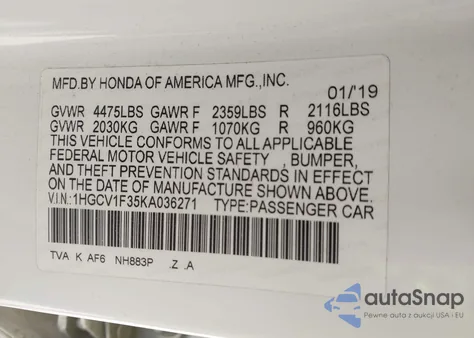 MFD.BY HONDA OF AMERICA MFG.,INC.
01/19
GVWR 4475LBS GAWR F 2359LBS R 2116LBS
GVWR 2030KG GAWR F 1070KG R 960KG
THIS VEHICLE CONFORMS TO ALL APPLICABLE
FEDERAL MOTOR VEHICLE SAFETY , BUMPER,
AND THEFT PREVENTION STANDARDS IN EFFECT
ON THE DATE OF MANUFACTURE SHOWN ABOVE.
V.I.N.:1HGCV1F35KA036271 TYPE:PASSENGER CAR
TVA K AF6 NH883P .Z .A
autoSnap
Pewne auta z aukcji USA i EU